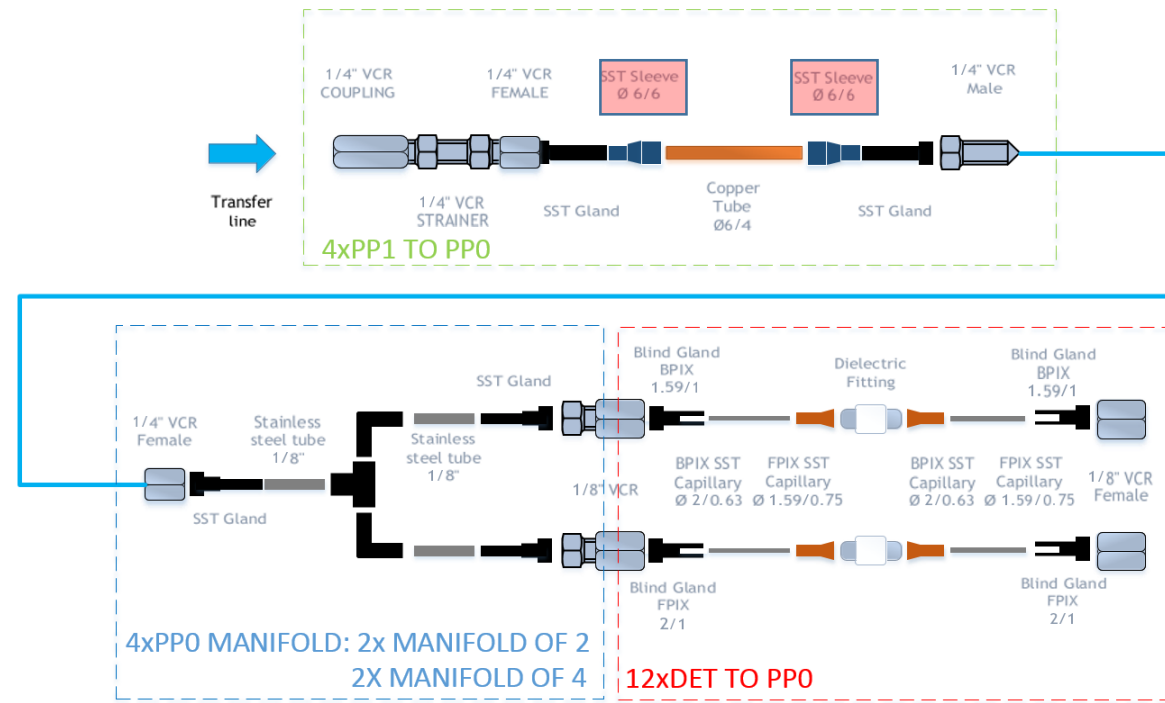 1/4" VCR
COUPLING
1/4" VCR
FEMALE
SST Sleeve
Ø 6/6
SST Sleeve
Ø 6/6
1/4" VCR
Male
Transfer
line
1/4" VCR
STRAINER
SST Gland
Copper
Tube
Ø6/4
SST Gland
4xPP1 TO PP0
1/4" VCR
Female
SST Gland
Stainless
steel tube
1/8"
Stainless
steel tube
1/8"
SST Gland
1/8" VCR
4xPP0 MANIFOLD: 2x MANIFOLD OF 2
2X MANIFOLD OF 4
Blind Gland
BPIX
1.59/1
Dielectric
Fitting
Blind Gland
BPIX
1.59/1
BPIX SST
Capillary
Ø 2/0.63
FPIX SST
Capillary
Ø 1.59/0.75
BPIX SST
Capillary
Ø 2/0.63
FPIX SST
Capillary
Ø 1.59/0.75
1/8" VCR
Female
Blind Gland
FPIX
2/1
Blind Gland
FPIX
2/1
12xDET TO PP0